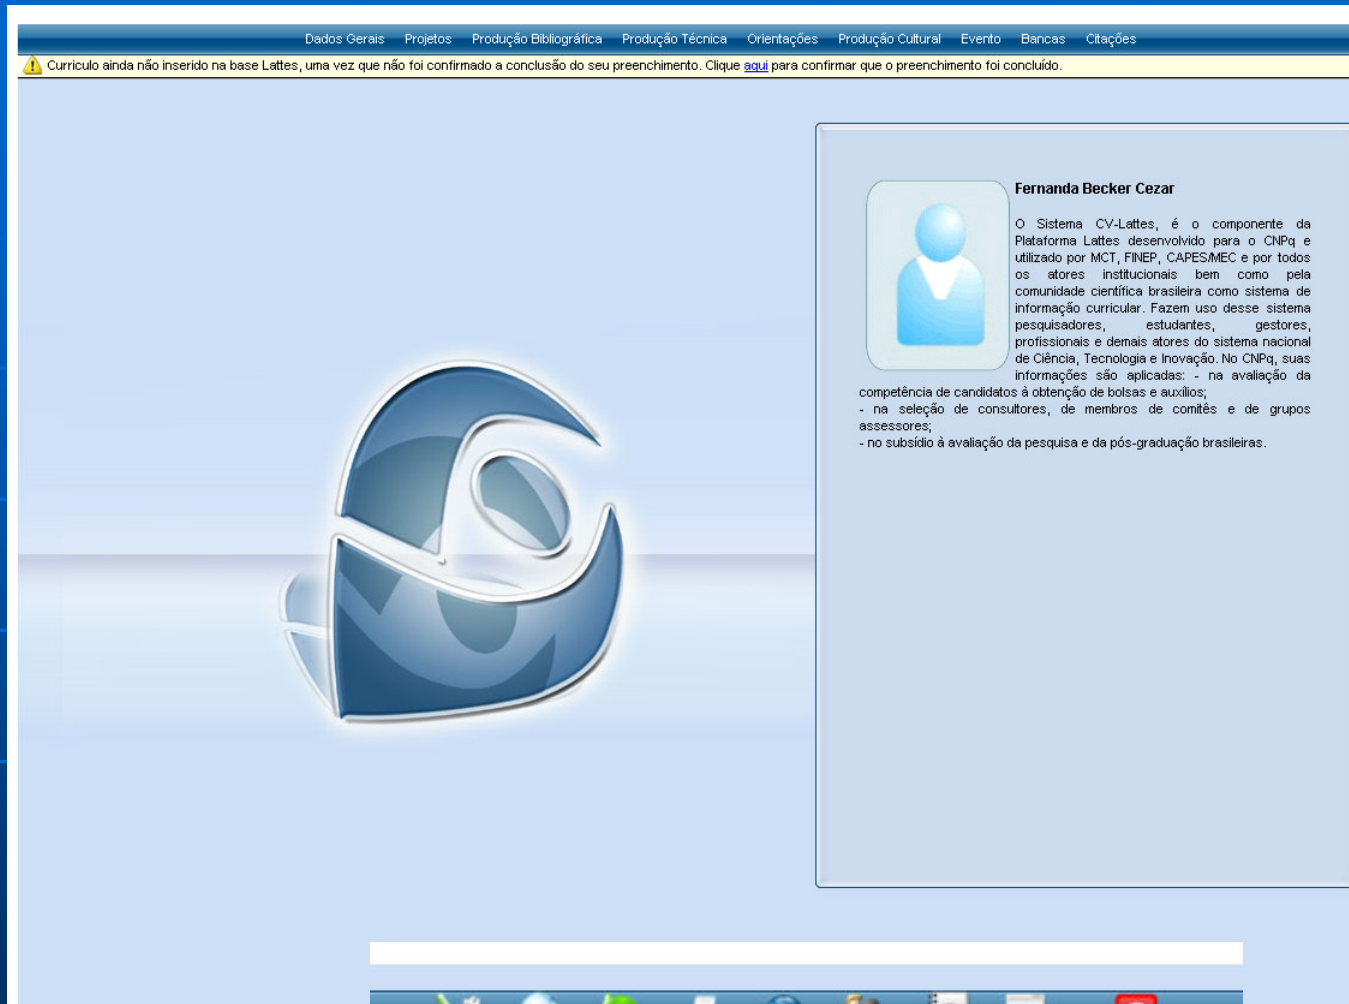 Dados Gerais Projetos Produção Bibliográfica Produção Técnica Orientações Produção Cultural Evento Bancas Citações
Curriculo ainda não inserido na base Lattes, uma vez que não foi confirmado a conclusão do seu preenchimento. Clique aqui para confirmar que o preenchimento foi concluído.
Fernanda Becker Cezar
O Sistema CV-Lattes, é o componente da
Plataforma Lattes desenvolvido para o CNPq e
utilizado por MCT, FINEP, CAPES/MEC e por todos
os atores institucionais bem como pela
comunidade científica brasileira como sistema de
informação curricular. Fazem uso desse sistema
pesquisadores, estudantes, gestores,
profissionais e demais atores do sistema nacional
de Ciência, Tecnologia e Inovação. No CNPq, suas
informações são aplicadas: - na avaliação da
competência de candidatos à obtenção de bolsas e auxílios;
- na seleção de consultores, de membros de comitês e de grupos
assessores;
- no subsídio à avaliação da pesquisa e da pós-graduação brasileiras.